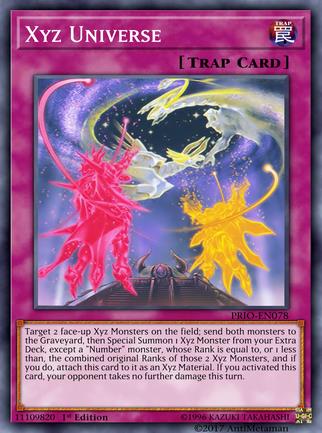 Xyz Universe
TRAP
罠
[Trap Card]
PRIO-EN078
Target 2 face-up Xyz Monsters on the field; send both monsters
to the Graveyard, then Special Summon 1 Xyz Monster from your Extra
Deck, except a "Number" monster, whose Rank is equal to, or 1 less
than, the combined original Ranks of those 2 Xyz Monsters, and if
you do, attach this card to it as an Xyz Material. If you activated this
card, your opponent takes no further damage this turn.
11109820 1st Edition ©1996 KAZUKI TAKAHASHI
©2017 AntiMetaman